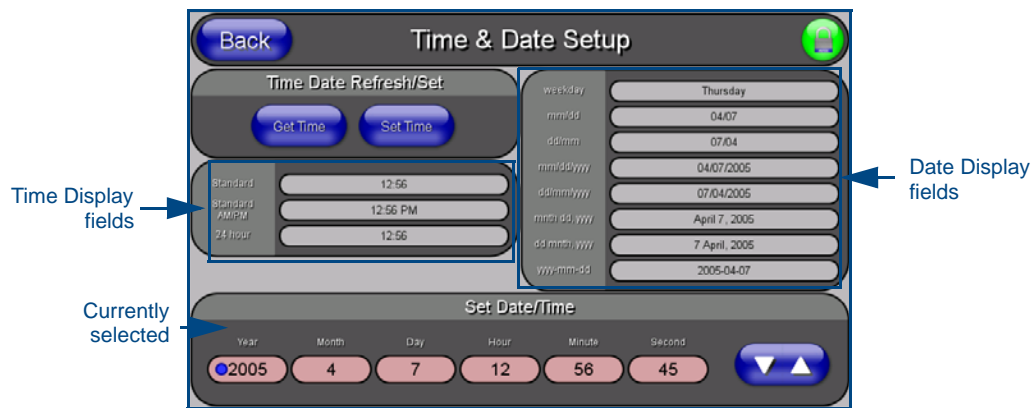 Back
Time & Date Setup
Time Date Refresh/Set
Get Time
Set Time
Standard 12:56
Standard AM/PM 12:56 PM
24 hour 12:56
weekday Thursday
mm/dd 04/07
dd/mm 07/04
mm/dd/yyyy 04/07/2005
dd/mm/yyyy 07/04/2005
mnth dd, yyyy April 7, 2005
dd mnth, yyyy 7 April, 2005
yyyy-mm-dd 2005-04-07
Time Display
fields
Date Display
fields
Currently
selected
Set Date/Time
Year Month Day Hour Minute Second
2005 4 7 12 56 45